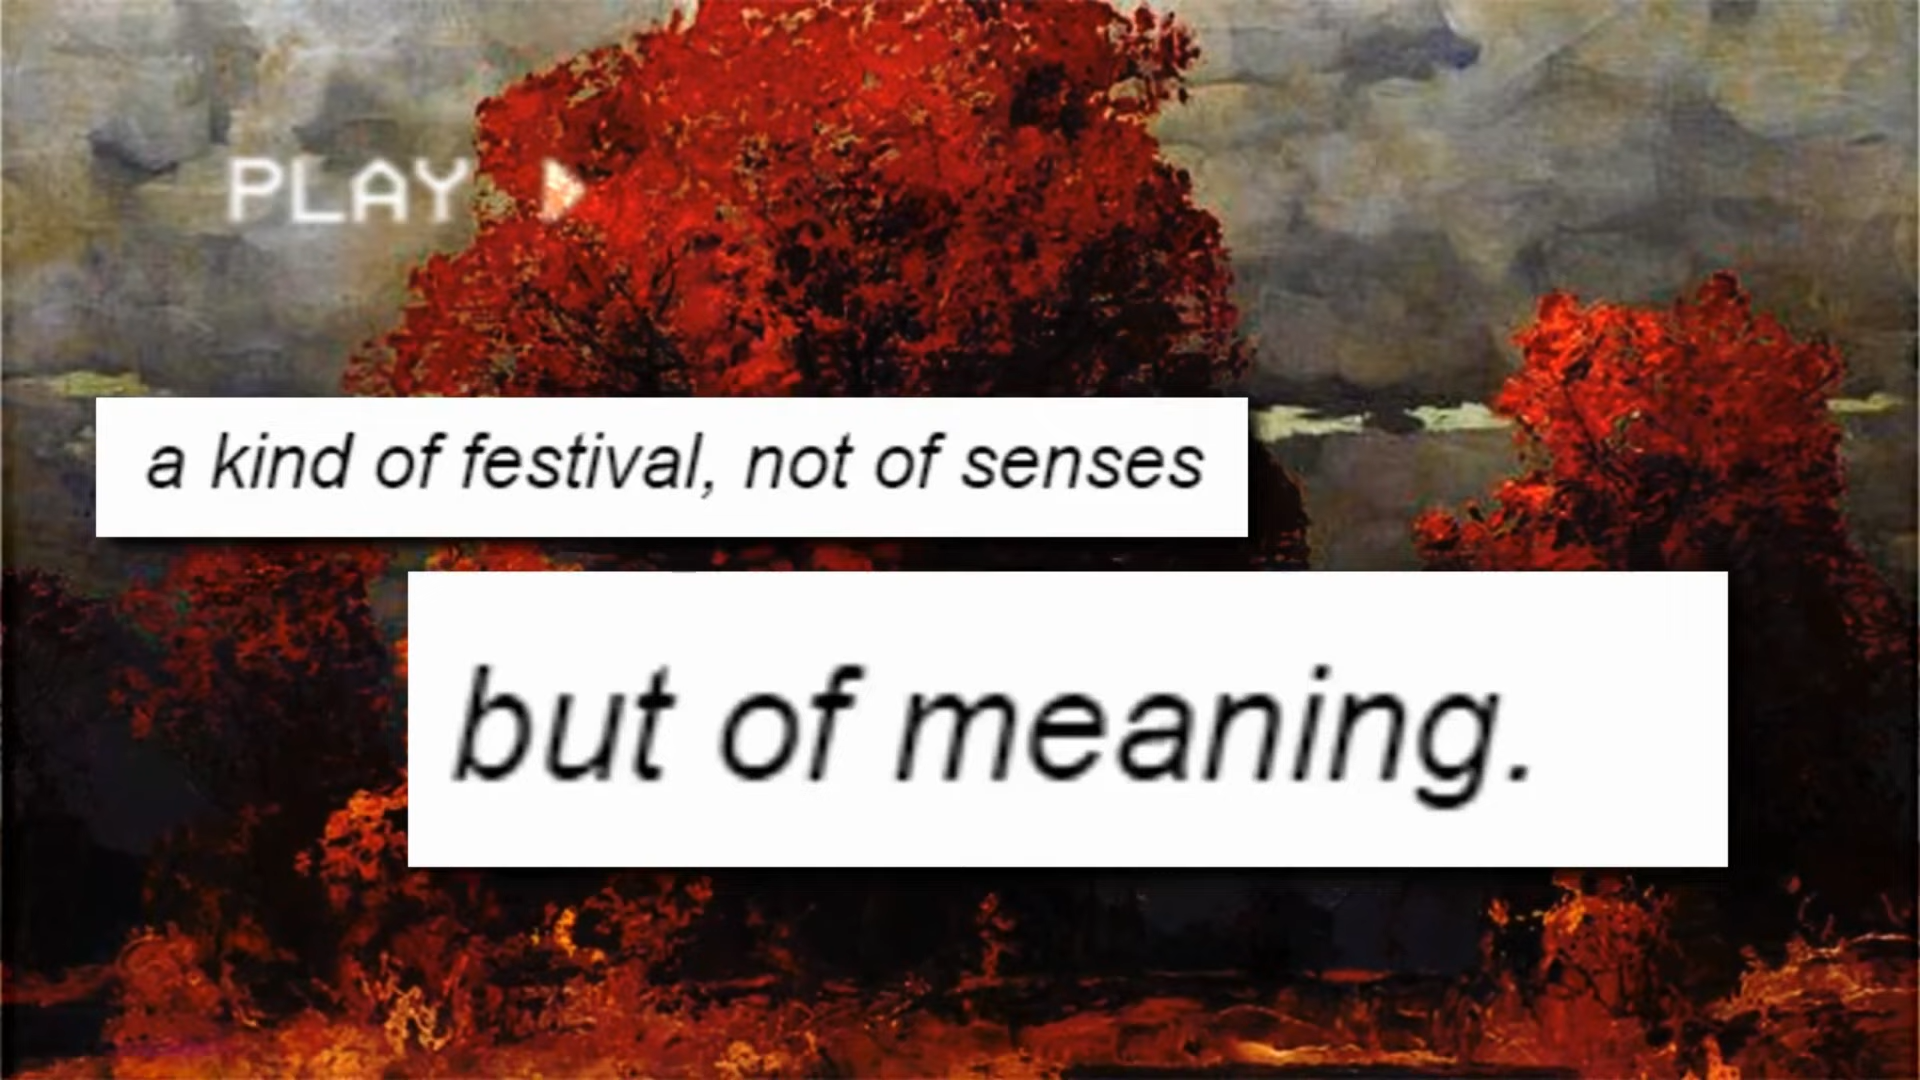 PLAY
a kind of festival, not of senses
but of meaning.